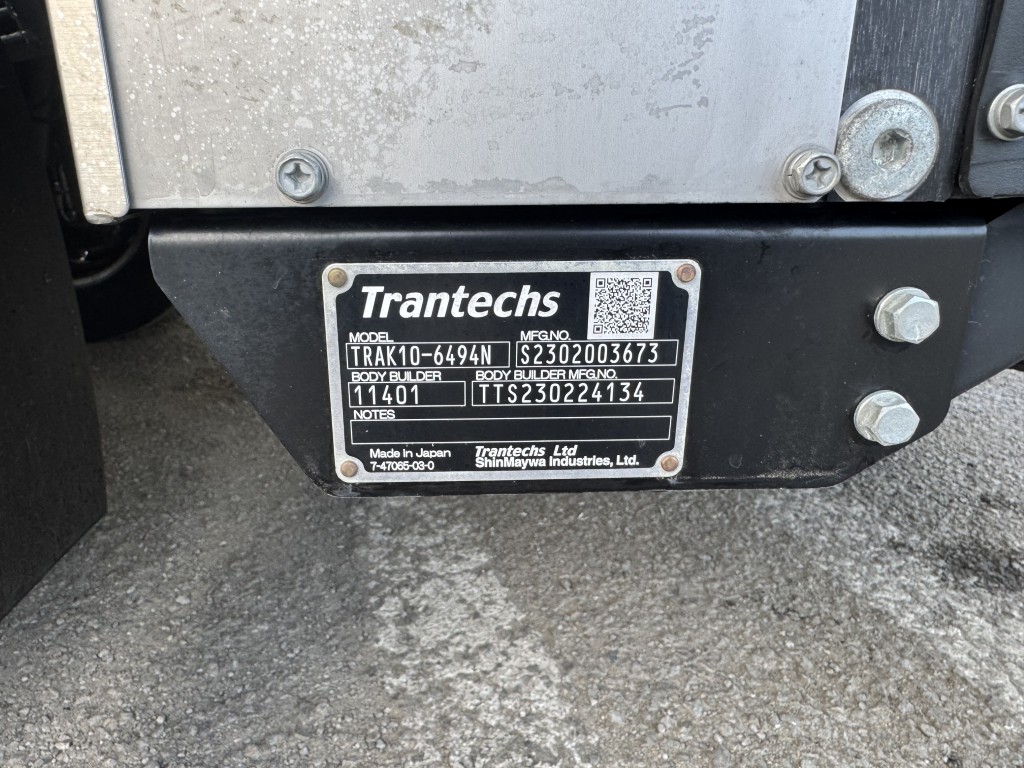 Trantechs
MODEL MFG.NO.
TRAK10-6494N S2302003673
BODY BUILDER BODY BUILDER MFG.NO.
11401 TTS230224134
NOTES
Made in Japan Trantechs Ltd
7-47065-03-0 ShinMaywa Industries, Ltd.